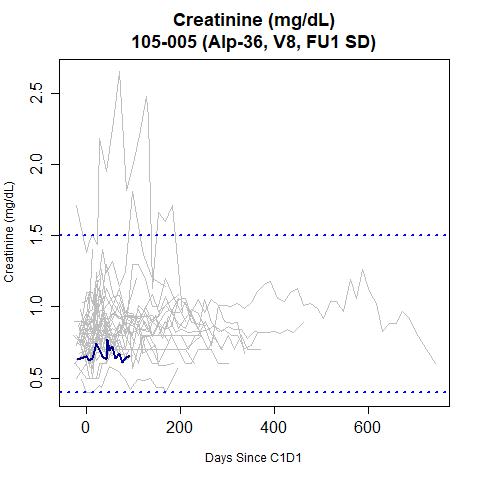 Creatinine (mg/dL)
105-005 (Alp-36, V8, FU1 SD)
Creatinine (mg/dL)
2.5
2.0
1.5
1.0
0.5
0
200
400
600
Days Since C1D1